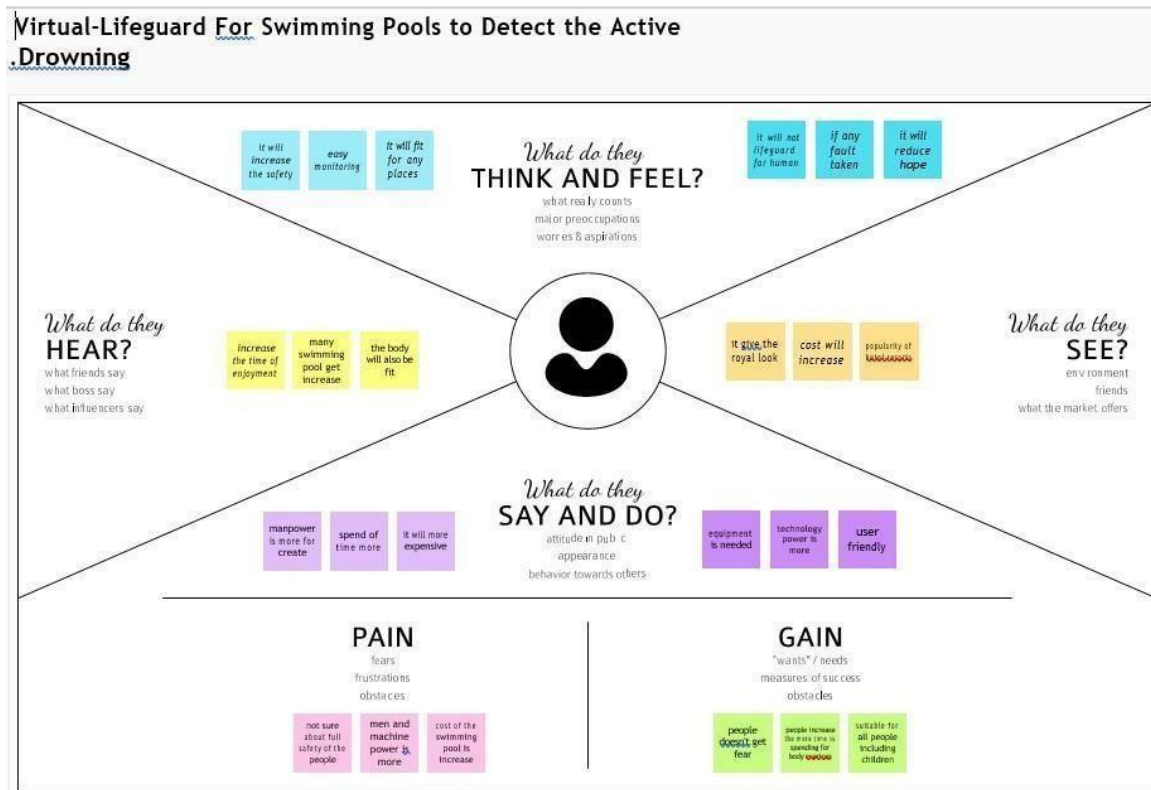 Virtual-Lifeguard For Swimming Pools to Detect the Active
.Drowning
it will
increase
the safety
easy
monitoring
it will fit
for any
places
What do they
THINK AND FEEL?
what really counts
major preoccupations
worries & aspirations
it will not
lifeguard
for human
if any
fault
taken
it will
reduce
hope
What do they
HEAR?
what friends say
what boss say
what influencers say
increase
the time of
enjoyment
many
swimming
pool get
increase
the body
will also be
fit
it give the
royal look
cost will
increase
popularity of
What do they
SEE?
environment
friends
what the market offers
What do they
SAY AND DO?
attitude in public
appearance
behavior towards others
manpower
is more for
create
spend of
time more
it will more
expensive
equipment
is needed
technology
power is
more
user
friendly
PAIN
fears
frustrations
obstacles
not sure
about full
safety of the
people
men and
machine
power is
more
cost of the
swimming
pool is
increase
GAIN
"wants" / needs
measures of success
obstacles
people
doesn't get
fear
people increase
the more time is
spending for
body
suitable for
all people
including
children